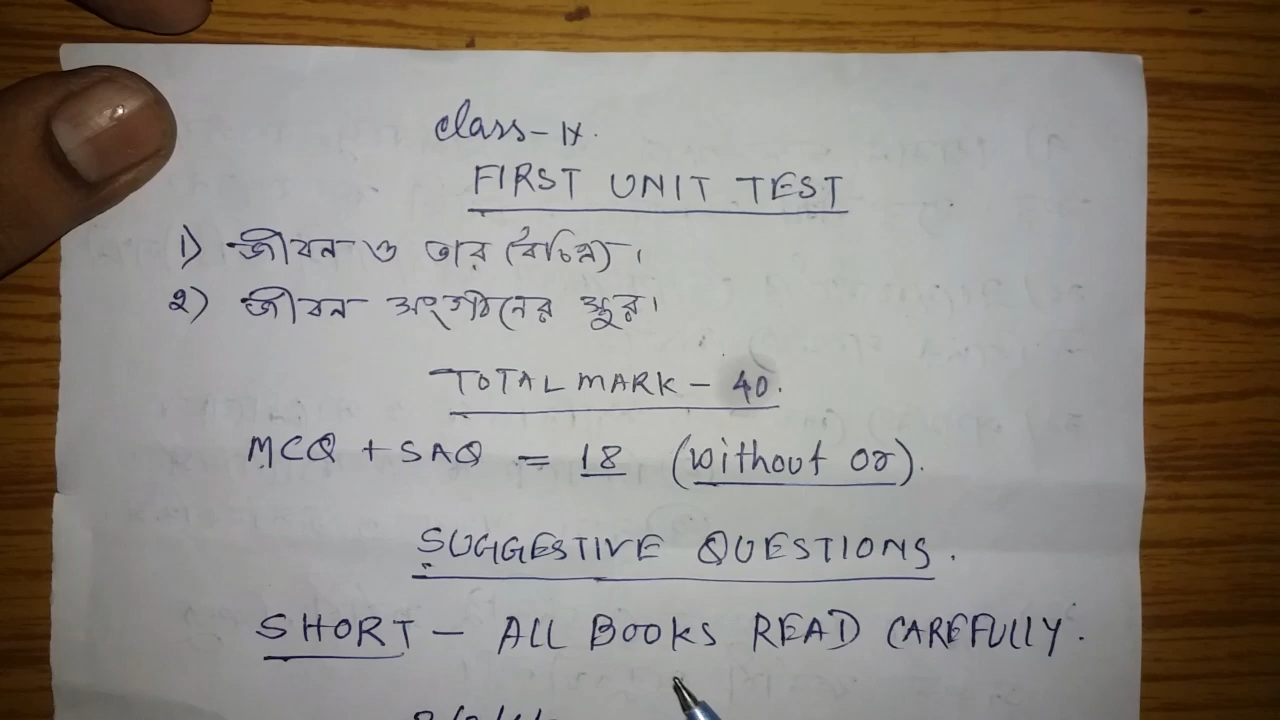 Class-IX.
FIRST UNIT TEST
1) জীবন ও তার বৈচিত্র্য।
২) জীবন সংগঠনের স্তর।
TOTAL MARK - 40.
MCQ + SAQ = 18 (without or).
SUGGESTIVE QUESTIONS.
SHORT - ALL BOOKS READ CAREFULLY.